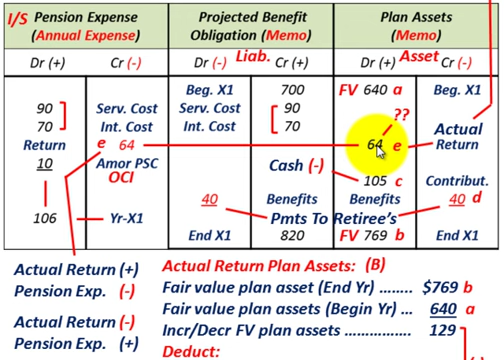 I/S Pension Expense Projected Benefit Plan Assets
(Annual Expense) Obligation (Memo) (Memo)
Dr (+) Cr (-) Dr (-) Liab. Cr (+) Dr (+) Asset Cr (-)
Beg. X1 700 FV 640 a Beg. X1
90 Serv. Cost Serv. Cost 90 ??
70 Int. Cost Int. Cost 70 Actual
Return e 64 64 e Return
10 Amor PSC Cash (-)
OCI 105 c Contribut.
40 Benefits Benefits 40 d
106 Yr-X1 Pmts To Retiree's
End X1 820 FV 769 b End X1
Actual Return (+) Actual Return Plan Assets: (B)
Pension Exp. (-) Fair value plan asset (End Yr) ........ $769 b
Actual Return (-) Fair value plan assets (Begin Yr) ... 640 a
Pension Exp. (+) Incr/Decr FV plan assets ................ 129
Deduct: